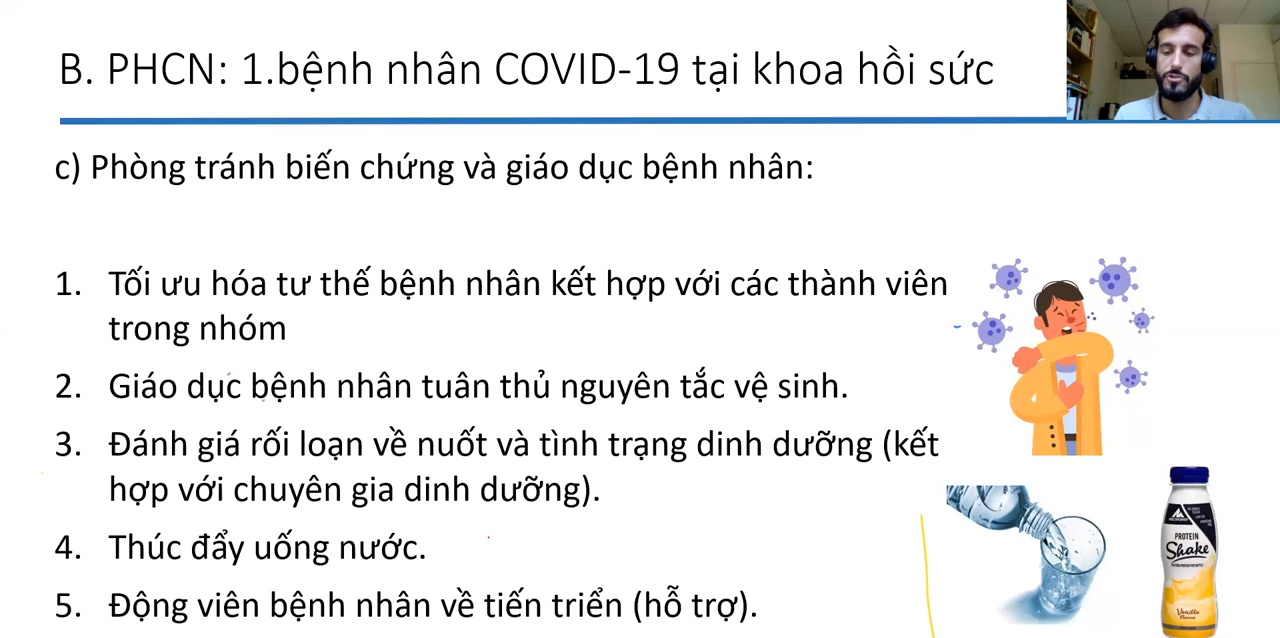 B. PHCN: 1.bệnh nhân COVID-19 tại khoa hồi sức
c) Phòng tránh biến chứng và giáo dục bệnh nhân:
1. Tối ưu hóa tư thế bệnh nhân kết hợp với các thành viên
trong nhóm
2. Giáo dục bệnh nhân tuân thủ nguyên tắc vệ sinh.
3. Đánh giá rối loạn về nuốt và tình trạng dinh dưỡng (kết
hợp với chuyên gia dinh dưỡng).
4. Thúc đẩy uống nước.
5. Động viên bệnh nhân về tiến triển (hỗ trợ).
PROTEIN
Shake
Vanilla